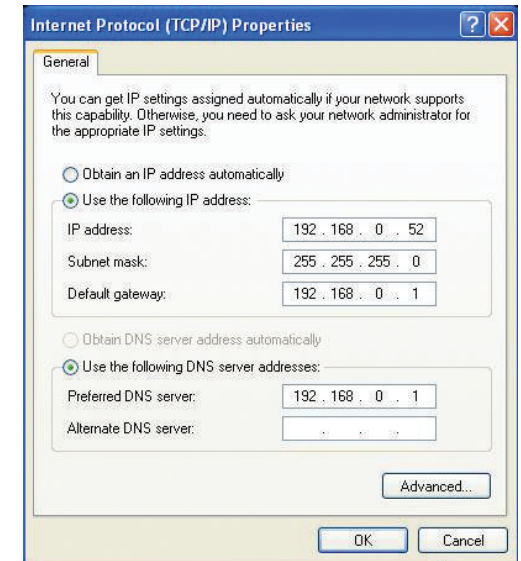 Internet Protocol (TCP/IP) Properties
General
You can get IP settings assigned automatically if your network supports
this capability. Otherwise, you need to ask your network administrator for
the appropriate IP settings.
Obtain an IP address automatically
Use the following IP address:
IP address: 192 . 168 . 0 . 52
Subnet mask: 255 . 255 . 255 . 0
Default gateway: 192 . 168 . 0 . 1
Obtain DNS server address automatically
Use the following DNS server addresses:
Preferred DNS server: 192 . 168 . 0 . 1
Alternate DNS server: . . .
Advanced...
OK Cancel